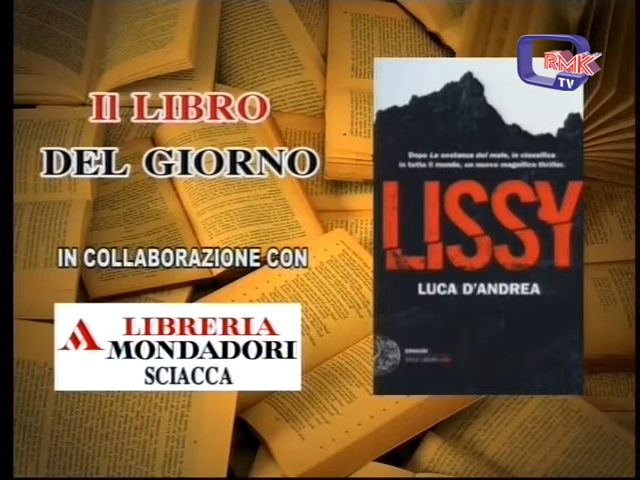 RMK
TV
Il LIBRO
DEL GIORNO
IN COLLABORAZIONE CON
LIBRERIA
MONDADORI
SCIACCA
Dopo La sostanza del male, in classifica
in tutto il mondo, un nuovo magnifico thriller.
LISSY
LUCA D'ANDREA
EINAUDI